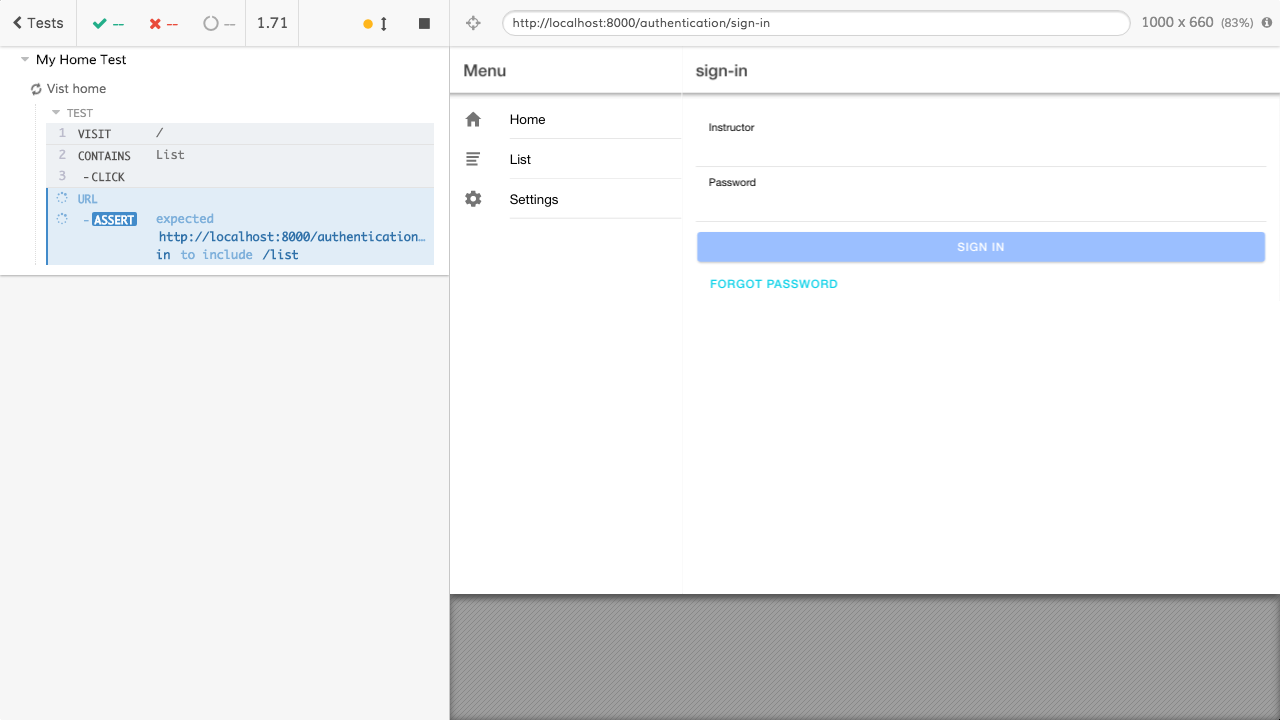 Tests
--
--
--
1.71
http://localhost:8000/authentication/sign-in
1000 x 660 (83%)
My Home Test
Vist home
TEST
1 VISIT /
2 CONTAINS List
3 -CLICK
URL
-ASSERT expected
http://localhost:8000/authentication…
in to include /list
Menu
Home
List
Settings
sign-in
Instructor
Password
SIGN IN
FORGOT PASSWORD